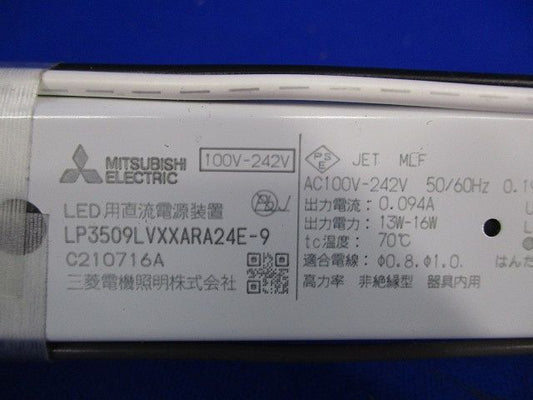 MITSUBISHI
ELECTRIC
100V-242V
LED用直流電源装置
LP3509LVXXARA24E-9
C210716A
三菱電機照明株式会社
PSE JET MLF
AC100V-242V 50/60Hz
出力電流: 0.094A
出力電力: 13W-16W
tc温度: 70℃
適合電線: Φ0.8,Φ1.0.
高力率 非絶縁型 器具内用